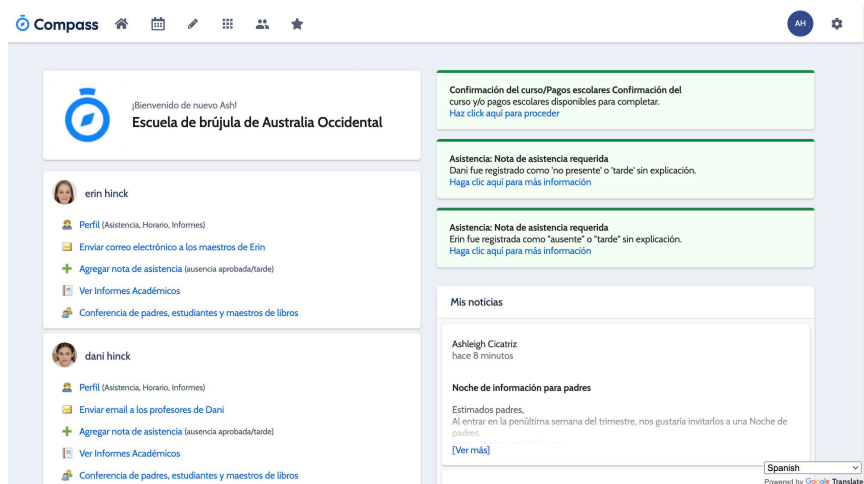 Compass
AH
¡Bienvenido de nuevo Ash!
Escuela de brújula de Australia Occidental
erin hinck
Perfil (Asistencia, Horario, Informes)
Enviar correo electrónico a los maestros de Erin
Agregar nota de asistencia (ausencia aprobada/tarde)
Ver Informes Académicos
Conferencia de padres, estudiantes y maestros de libros
dani hinck
Perfil (Asistencia, Horario, Informes)
Enviar email a los profesores de Dani
Agregar nota de asistencia (ausencia aprobada/tarde)
Ver Informes Académicos
Conferencia de padres, estudiantes y maestros de libros
Confirmación del curso/Pagos escolares Confirmación del
curso y/o pagos escolares disponibles para completar.
Haz click aquí para proceder
Asistencia: Nota de asistencia requerida
Dani fue registrado como 'no presente' o 'tarde' sin explicación.
Haga clic aquí para más información
Asistencia: Nota de asistencia requerida
Erin fue registrada como "ausente" o "tarde" sin explicación.
Haga clic aquí para más información
Mis noticias
Ashleigh Cicatriz
hace 8 minutos
Noche de información para padres
Estimados padres,
Al entrar en la penúltima semana del trimestre, nos gustaría invitarlos a una Noche de
padres.
[Ver más]
Spanish
Powered by Google Translate